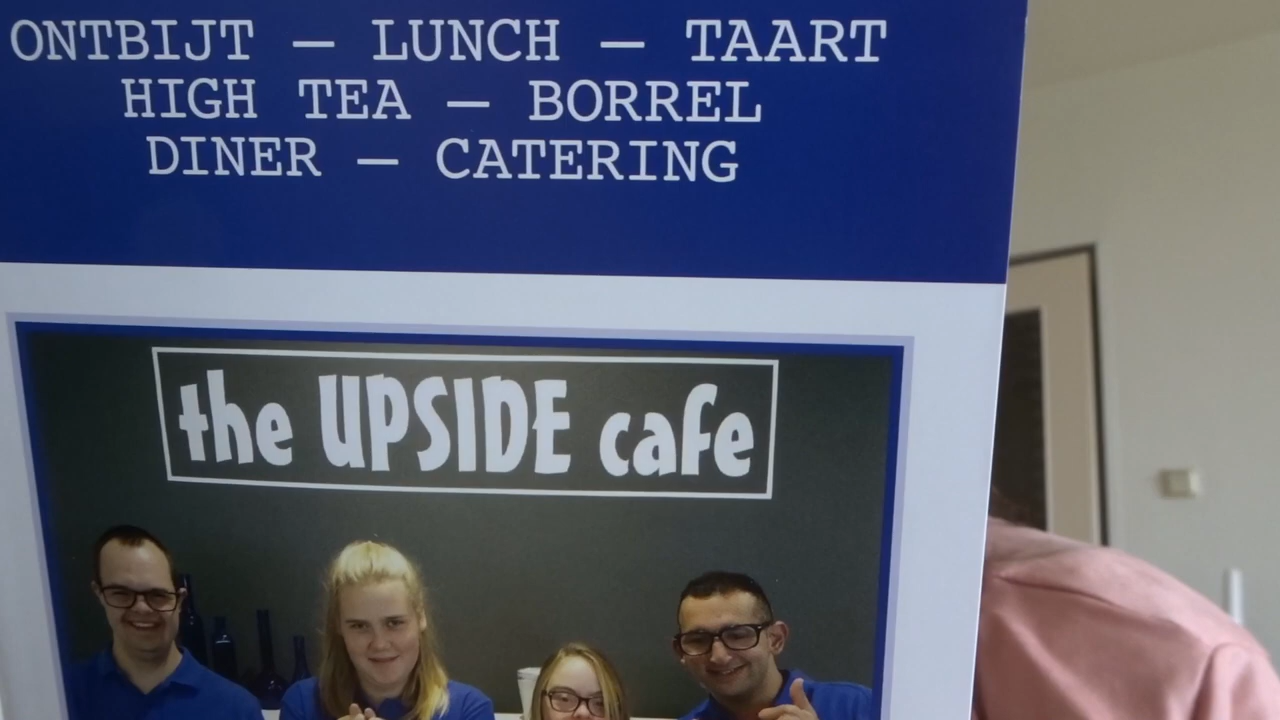 ONTBIJT — LUNCH — TAART
HIGH TEA — BORREL
DINER — CATERING
the UPSIDE cafe